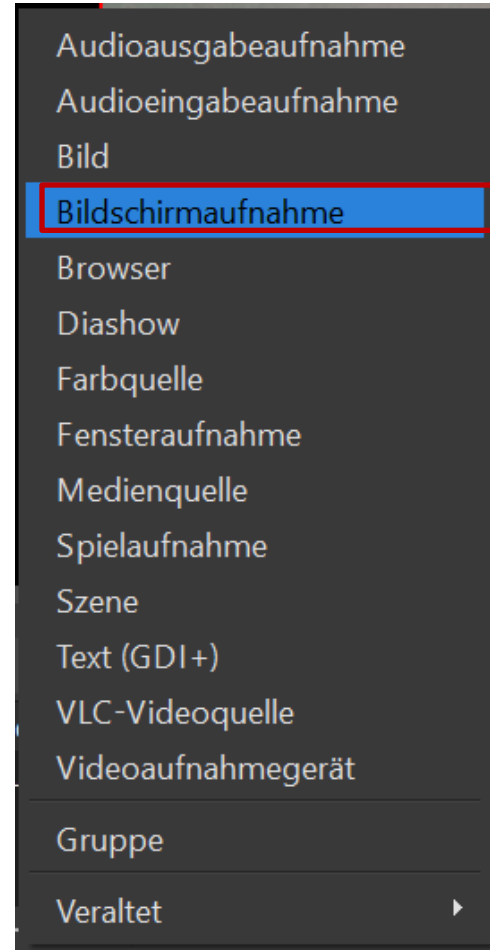 Audioausgabeaufnahme
Audioeingabeaufnahme
Bild
Bildschirmaufnahme
Browser
Diashow
Farbquelle
Fensteraufnahme
Medienquelle
Spielaufnahme
Szene
Text (GDI+)
VLC-Videoquelle
Videoaufnahmegerät
Gruppe
Veraltet